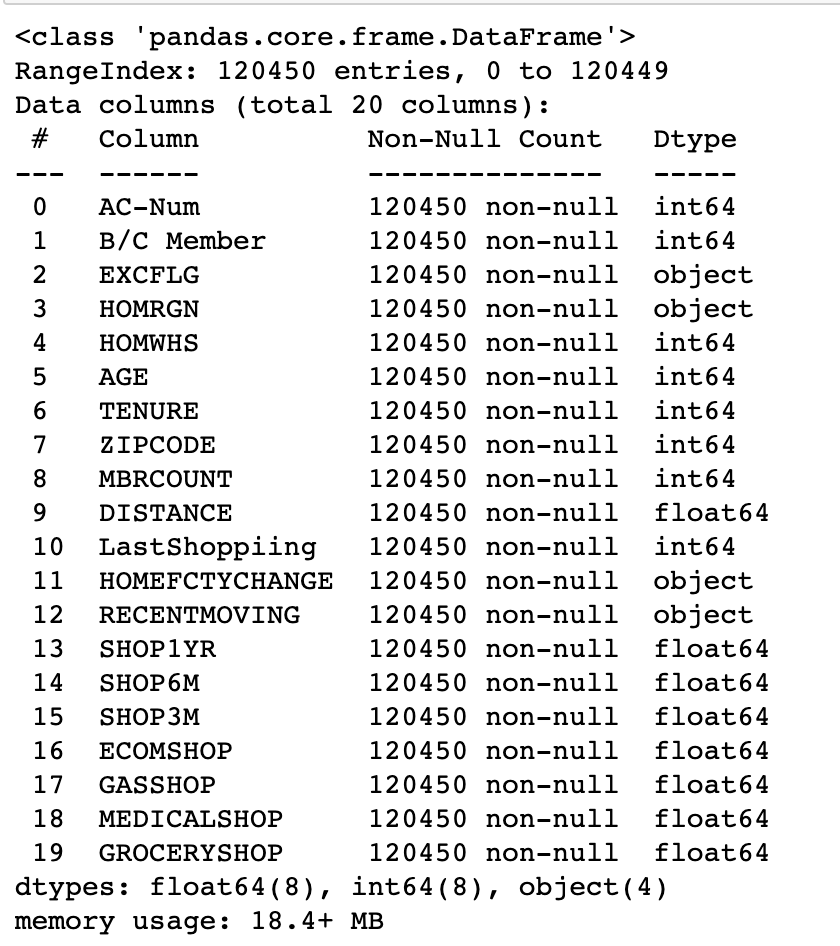 <class 'pandas.core.frame.DataFrame'>
RangeIndex: 120450 entries, 0 to 120449
Data columns (total 20 columns):
 #   Column          Non-Null Count   Dtype
---  ------          --------------   -----
 0   AC-Num          120450 non-null  int64
 1   B/C Member      120450 non-null  int64
 2   EXCFLG          120450 non-null  object
 3   HOMRGN          120450 non-null  object
 4   HOMWHS          120450 non-null  int64
 5   AGE             120450 non-null  int64
 6   TENURE          120450 non-null  int64
 7   ZIPCODE         120450 non-null  int64
 8   MBRCOUNT        120450 non-null  int64
 9   DISTANCE        120450 non-null  float64
 10  LastShoppiing   120450 non-null  int64
 11  HOMEFCTYCHANGE  120450 non-null  object
 12  RECENTMOVING    120450 non-null  object
 13  SHOP1YR         120450 non-null  float64
 14  SHOP6M          120450 non-null  float64
 15  SHOP3M          120450 non-null  float64
 16  ECOMSHOP        120450 non-null  float64
 17  GASSHOP         120450 non-null  float64
 18  MEDICALSHOP     120450 non-null  float64
 19  GROCERYSHOP     120450 non-null  float64
dtypes: float64(8), int64(8), object(4)
memory usage: 18.4+ MB